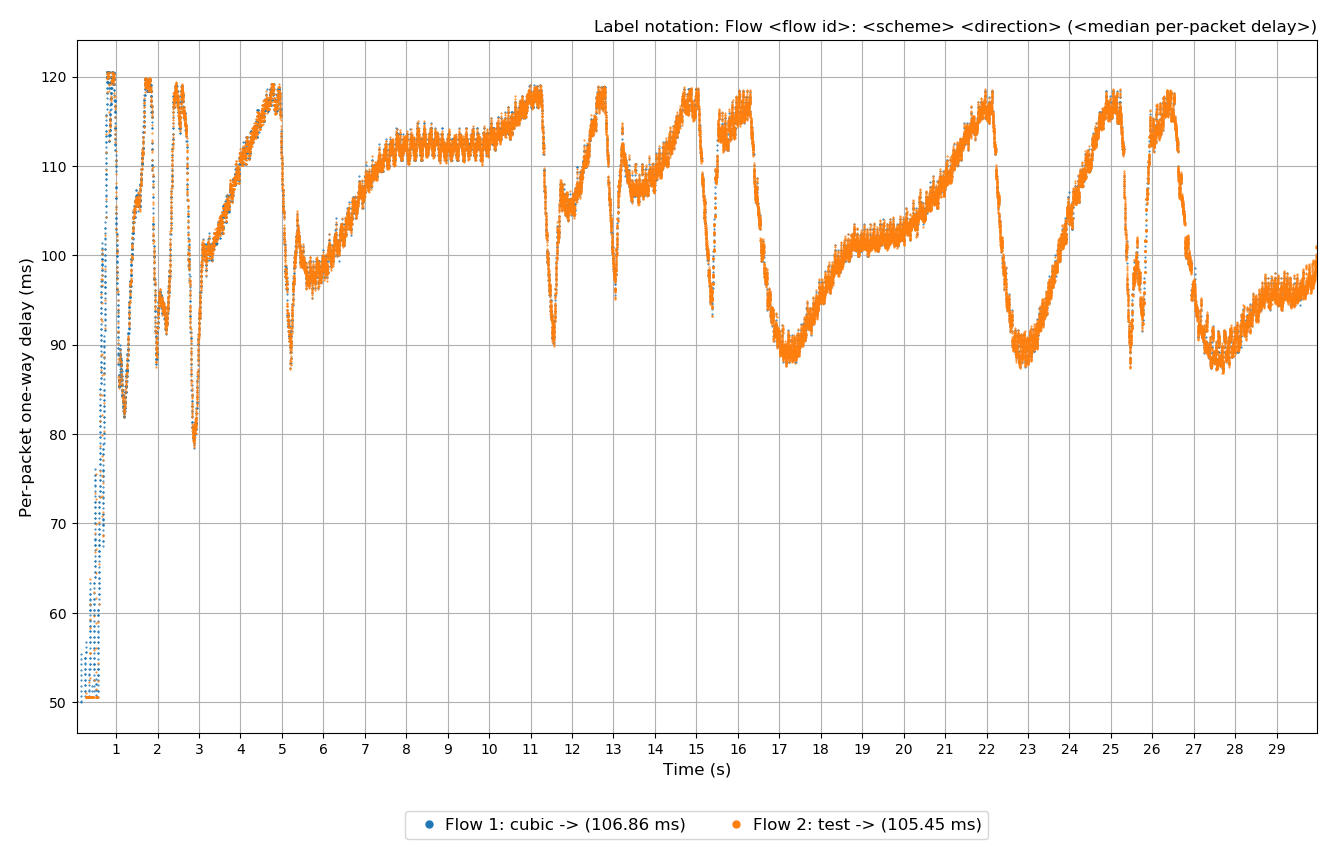 Label notation: Flow <flow id>: <scheme> <direction> (<median per-packet delay>)
Per-packet one-way delay (ms)
120
110
100
90
80
70
60
50
1 2 3 4 5 6 7 8 9 10 11 12 13 14 15 16 17 18 19 20 21 22 23 24 25 26 27 28 29
Time (s)
Flow 1: cubic -> (106.86 ms) Flow 2: test -> (105.45 ms)